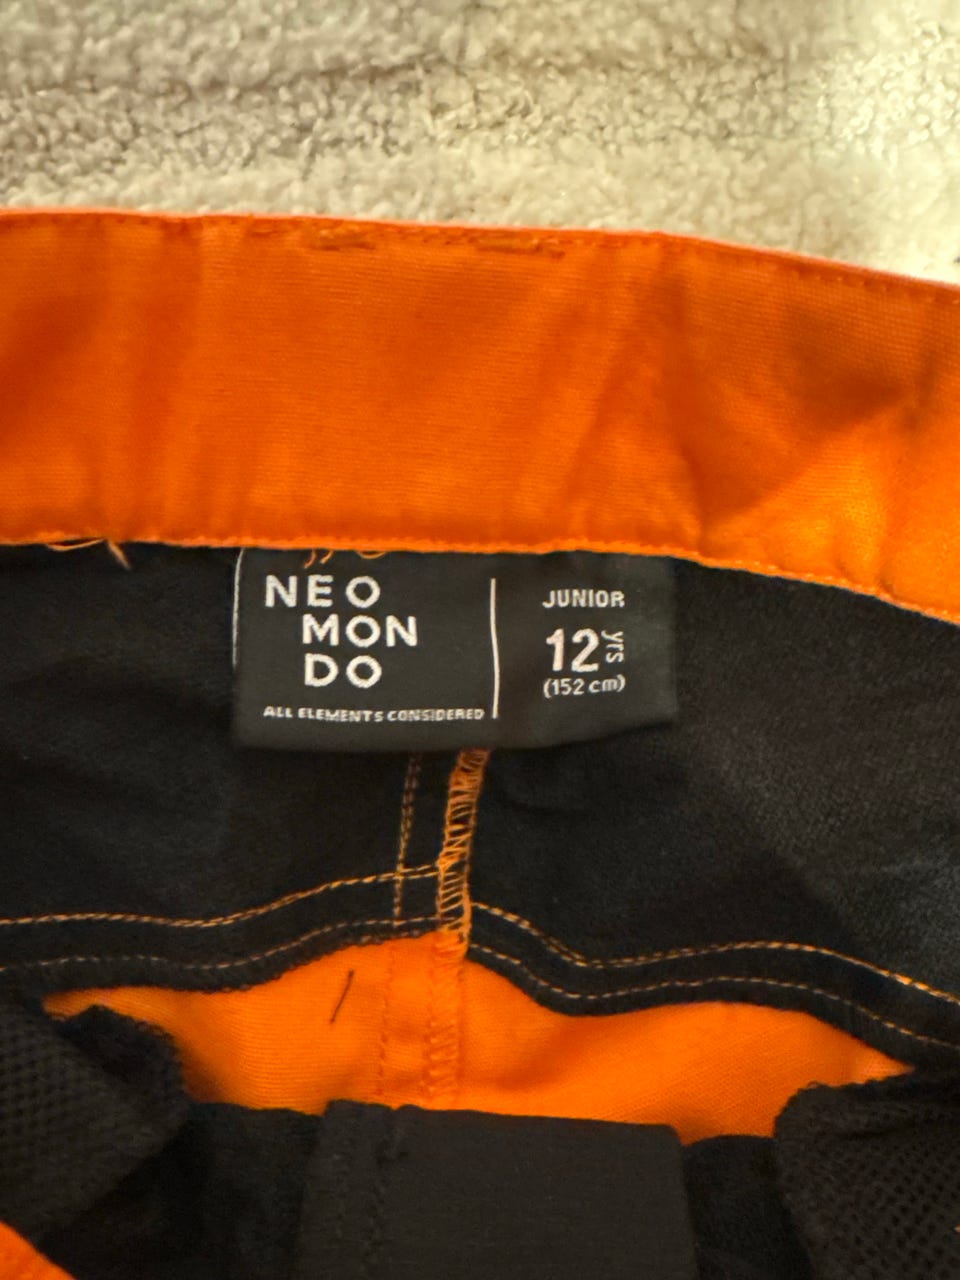 NEO
MON
DO
ALL ELEMENTS CONSIDERED
JUNIOR
12 yrs
(152 cm)